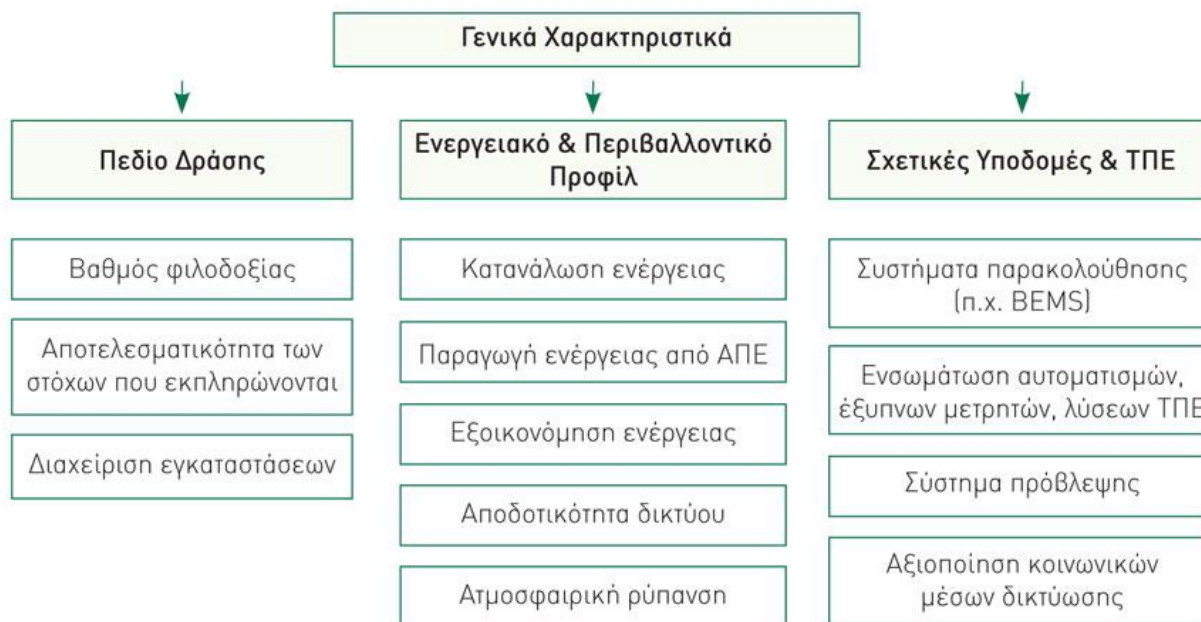 Γενικά Χαρακτηριστικά
Πεδίο Δράσης
Βαθμός φιλοδοξίας
Αποτελεσματικότητα των
στόχων που εκπληρώνονται
Διαχείριση εγκαταστάσεων
Ενεργειακό & Περιβαλλοντικό
Προφίλ
Κατανάλωση ενέργειας
Παραγωγή ενέργειας από ΑΠΕ
Εξοικονόμηση ενέργειας
Αποδοτικότητα δικτύου
Ατμοσφαιρική ρύπανση
Σχετικές Υποδομές & ΤΠΕ
Συστήματα παρακολούθησης
(π.χ. BEMS)
Ενσωμάτωση αυτοματισμών,
έξυπνων μετρητών, λύσεων ΤΠΕ
Σύστημα πρόβλεψης
Αξιοποίηση κοινωνικών
μέσων δικτύωσης